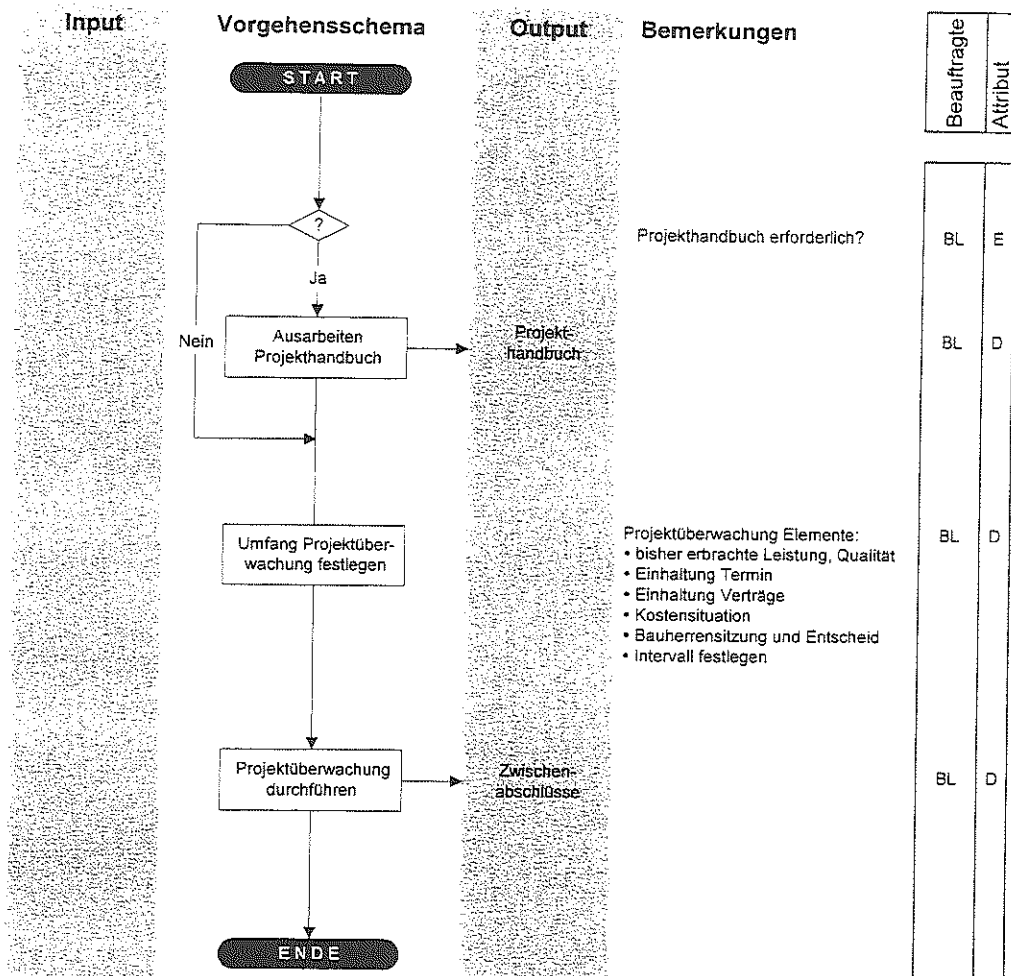 Input Vorgehensschema Output Bemerkungen
Beauftragte
Attribut
START
?
Projekthandbuch erforderlich? BL E
Ja
Nein
Ausarbeiten
Projekthandbuch
Projekt-
handbuch
BL D
Umfang Projektüber-
wachung festlegen
Projektüberwachung Elemente:
• bisher erbrachte Leistung, Qualität
• Einhaltung Termin
• Einhaltung Verträge
• Kostensituation
• Bauherrensitzung und Entscheid
• Intervall festlegen
BL D
Projektüberwachung
durchführen
Zwischen-
abschlüsse
BL D
ENDE